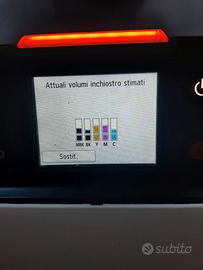 Attuali volumi inchiostro stimati
MBK BK Y M C
Sostit.
subito